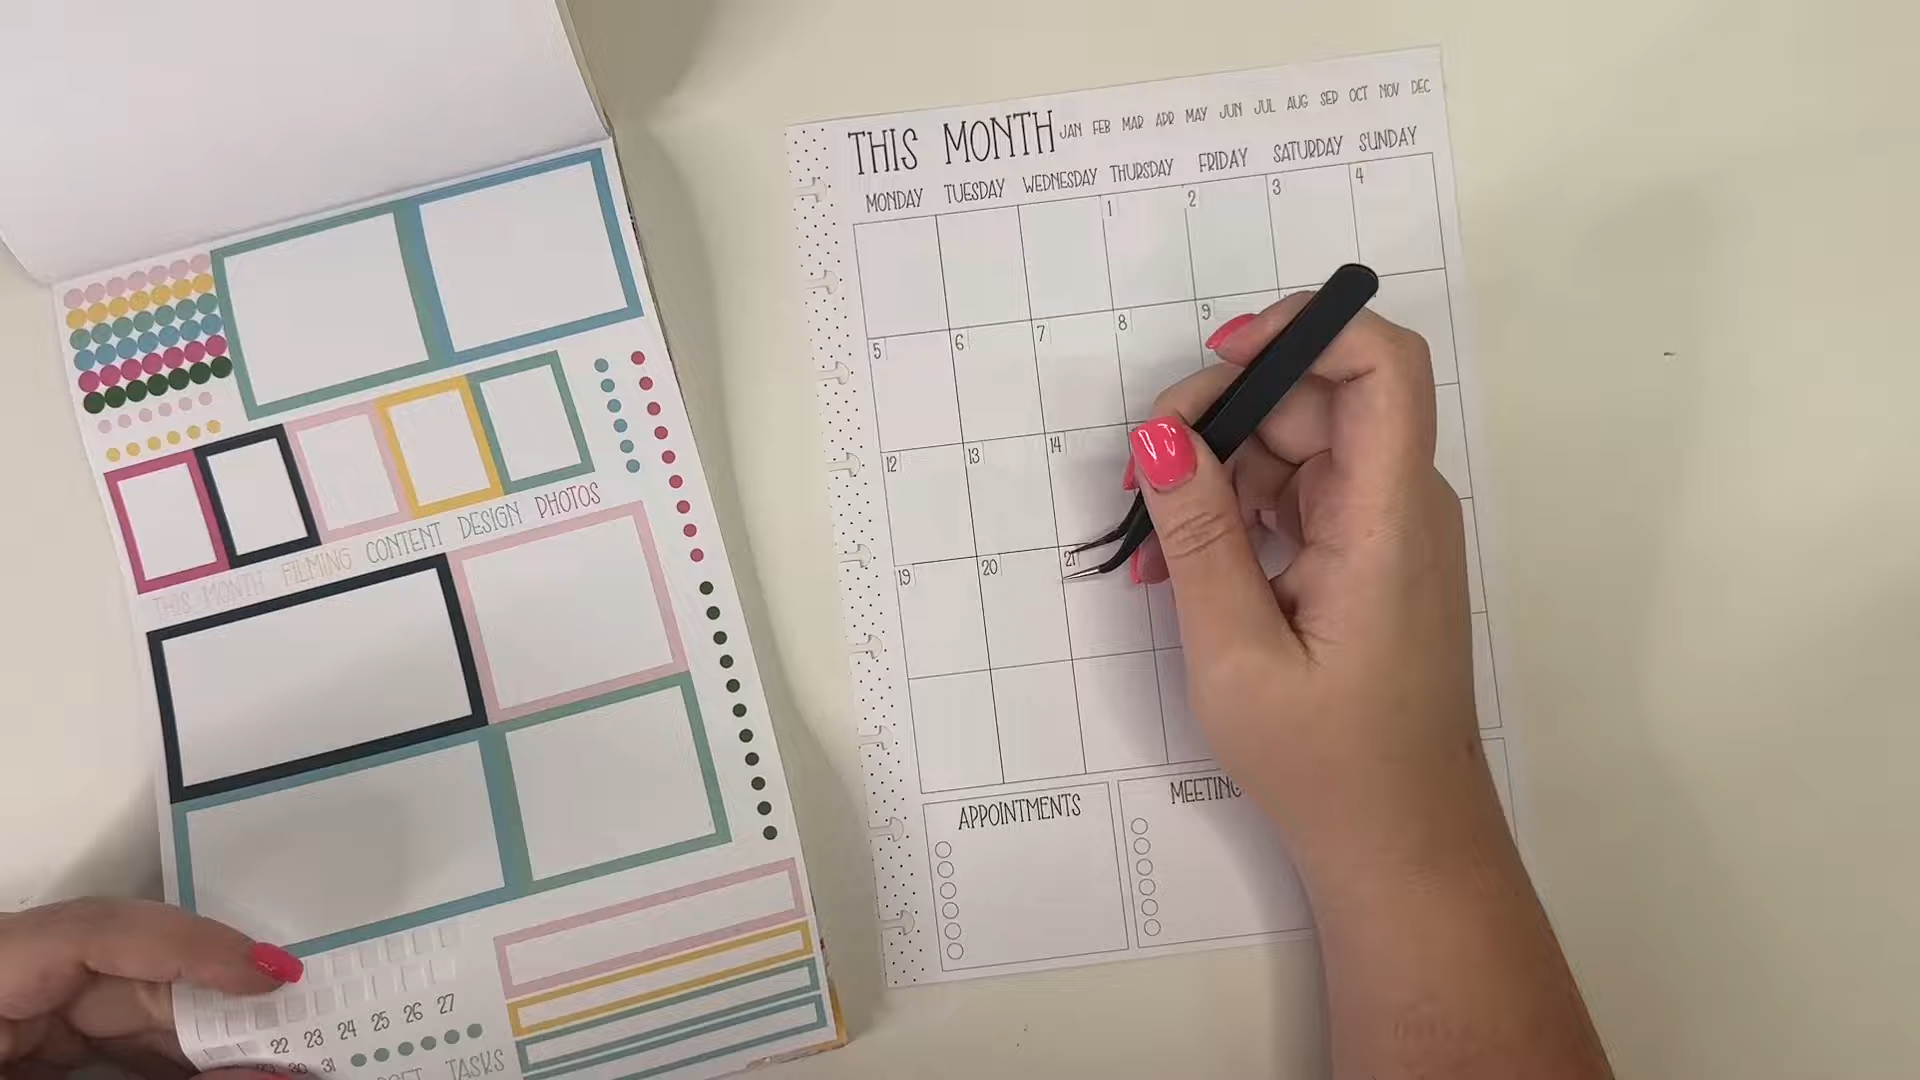 THIS MONTH JAN FEB MAR APR MAY JUN JUL AUG SEP OCT NOV DEC
MONDAY TUESDAY WEDNESDAY THURSDAY FRIDAY SATURDAY SUNDAY
1 2 3 4
5 6 7 8 9
12 13 14
19 20 21
APPOINTMENTS
THIS MONTH FILMING CONTENT DESIGN PHOTOS
22 23 24 25 26 27
30 31
TASKS